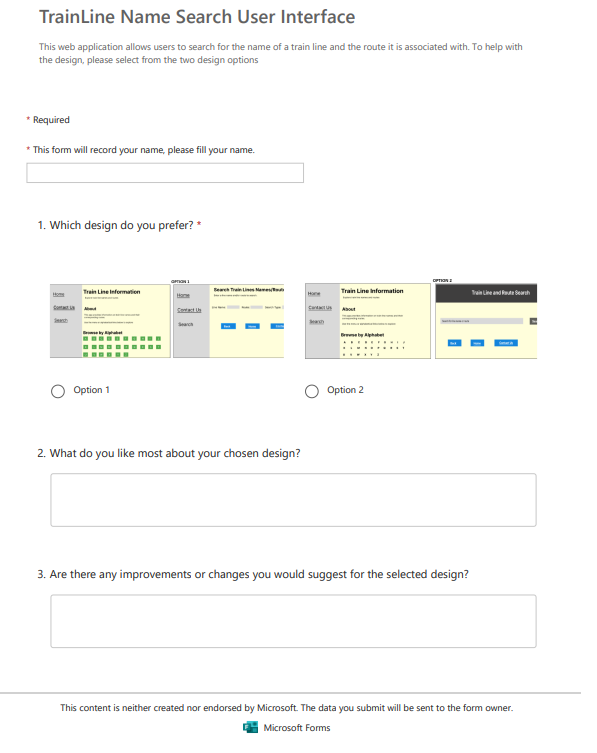 TrainLine Name Search User Interface
This web application allows users to search for the name of a train line and the route it is associated with. To help with
the design, please select from the two design options
* Required
* This form will record your name, please fill your name.
1. Which design do you prefer? *
OPTION 1
OPTION 2
Home
Contact Us
Search
Train Line Information
About
Browse by Alphabet
Home
Contact Us
Search
Search Train Lines Names/Rout
Home
Contact Us
Search
Train Line Information
About
Browse by Alphabet
Train Line and Route Search
Option 1
Option 2
2. What do you like most about your chosen design?
3. Are there any improvements or changes you would suggest for the selected design?
This content is neither created nor endorsed by Microsoft. The data you submit will be sent to the form owner.
Microsoft Forms